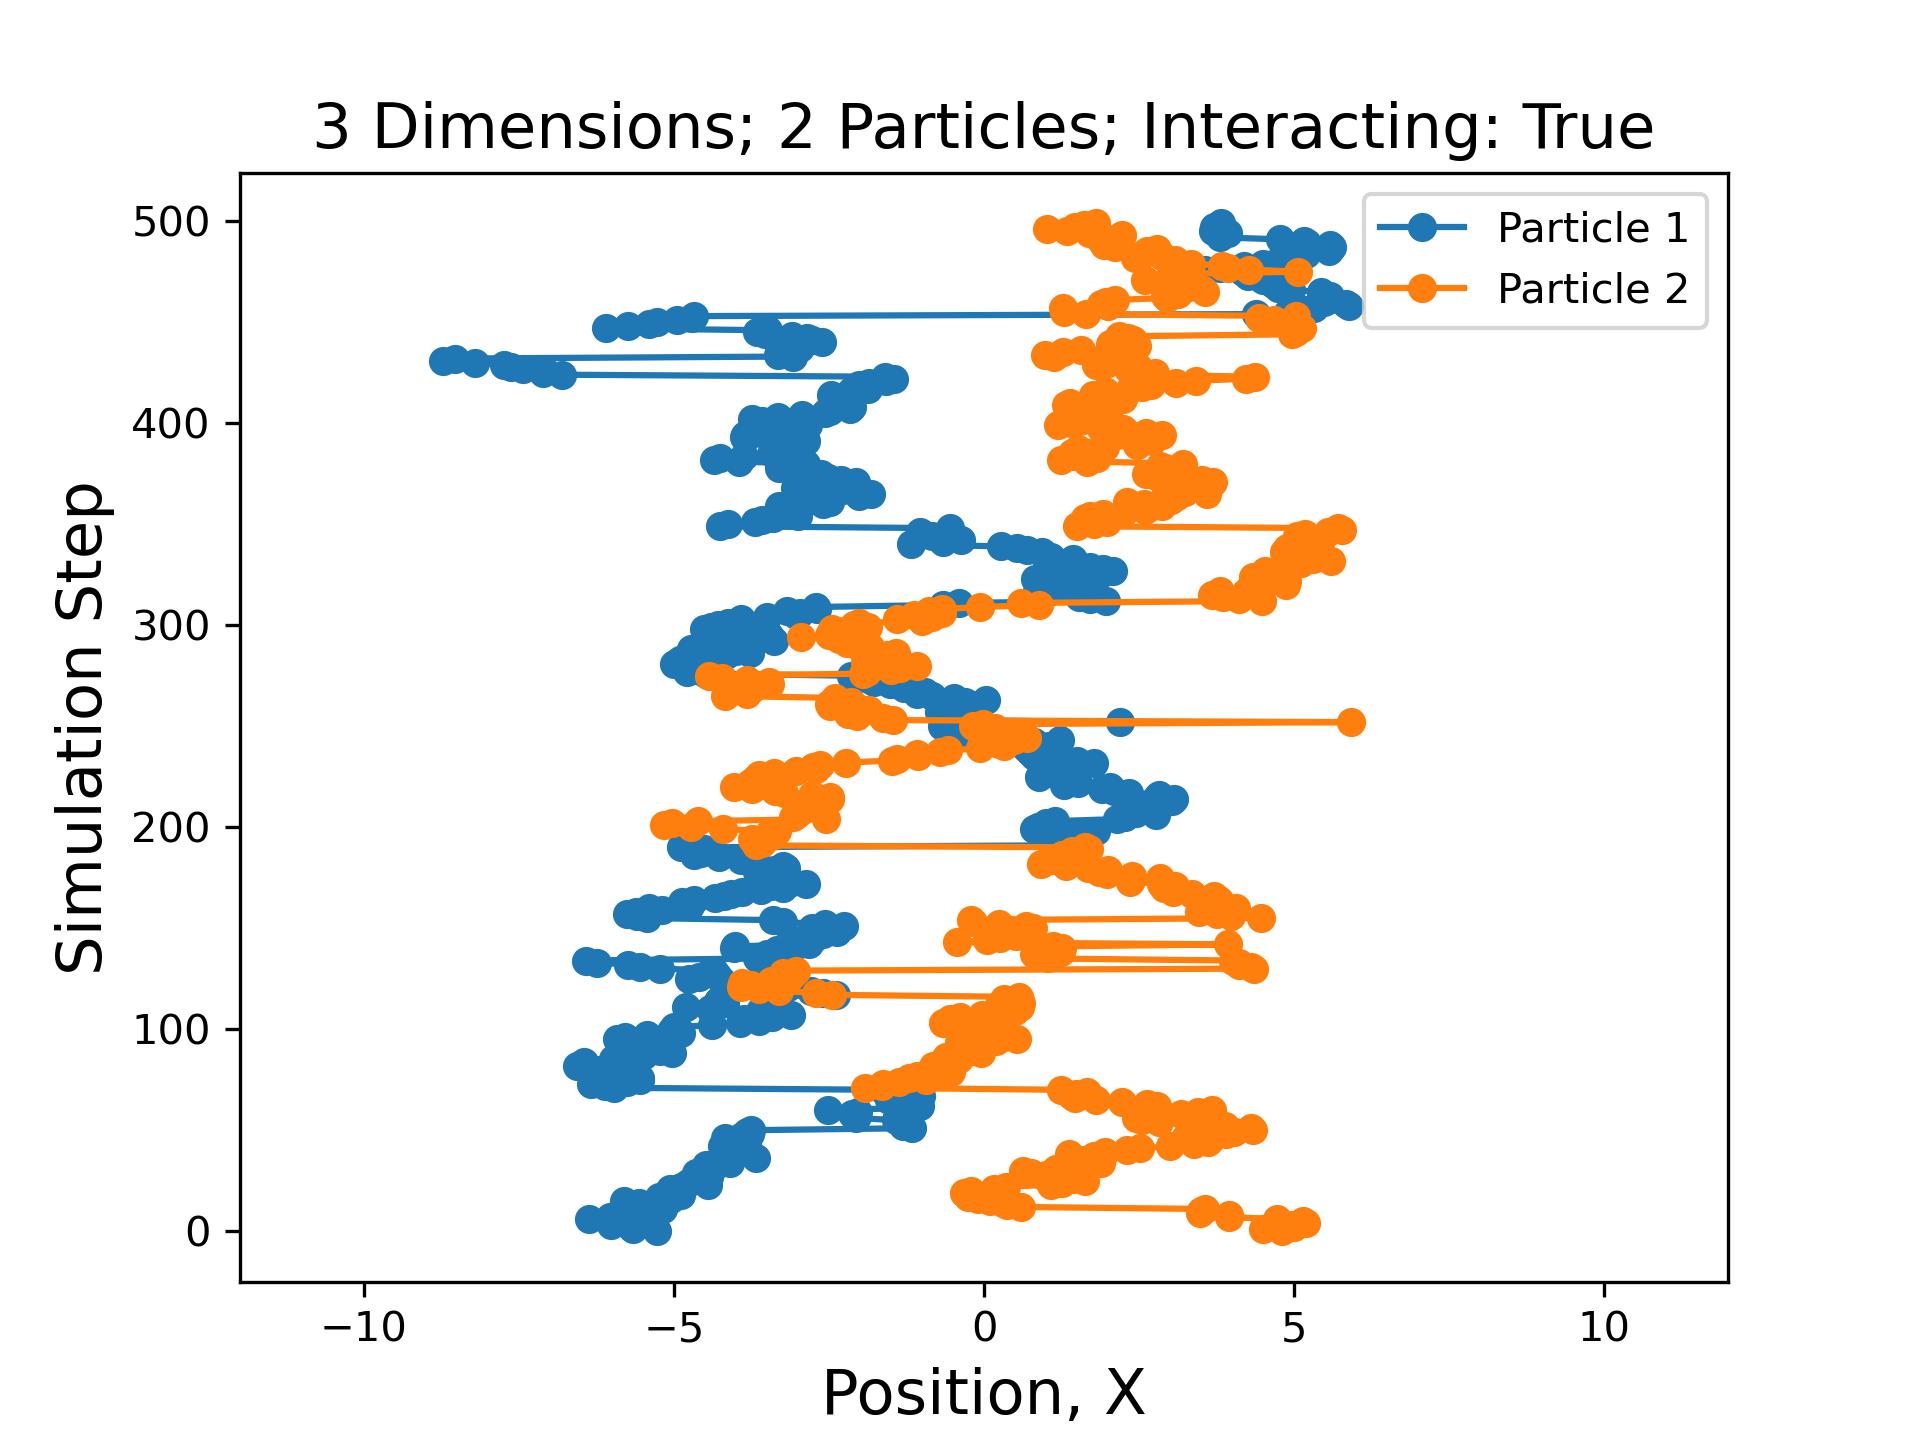 3 Dimensions; 2 Particles; Interacting: True
Particle 1
Particle 2
500
400
300
200
100
0
Simulation Step
−10
−5
0
5
10
Position, X